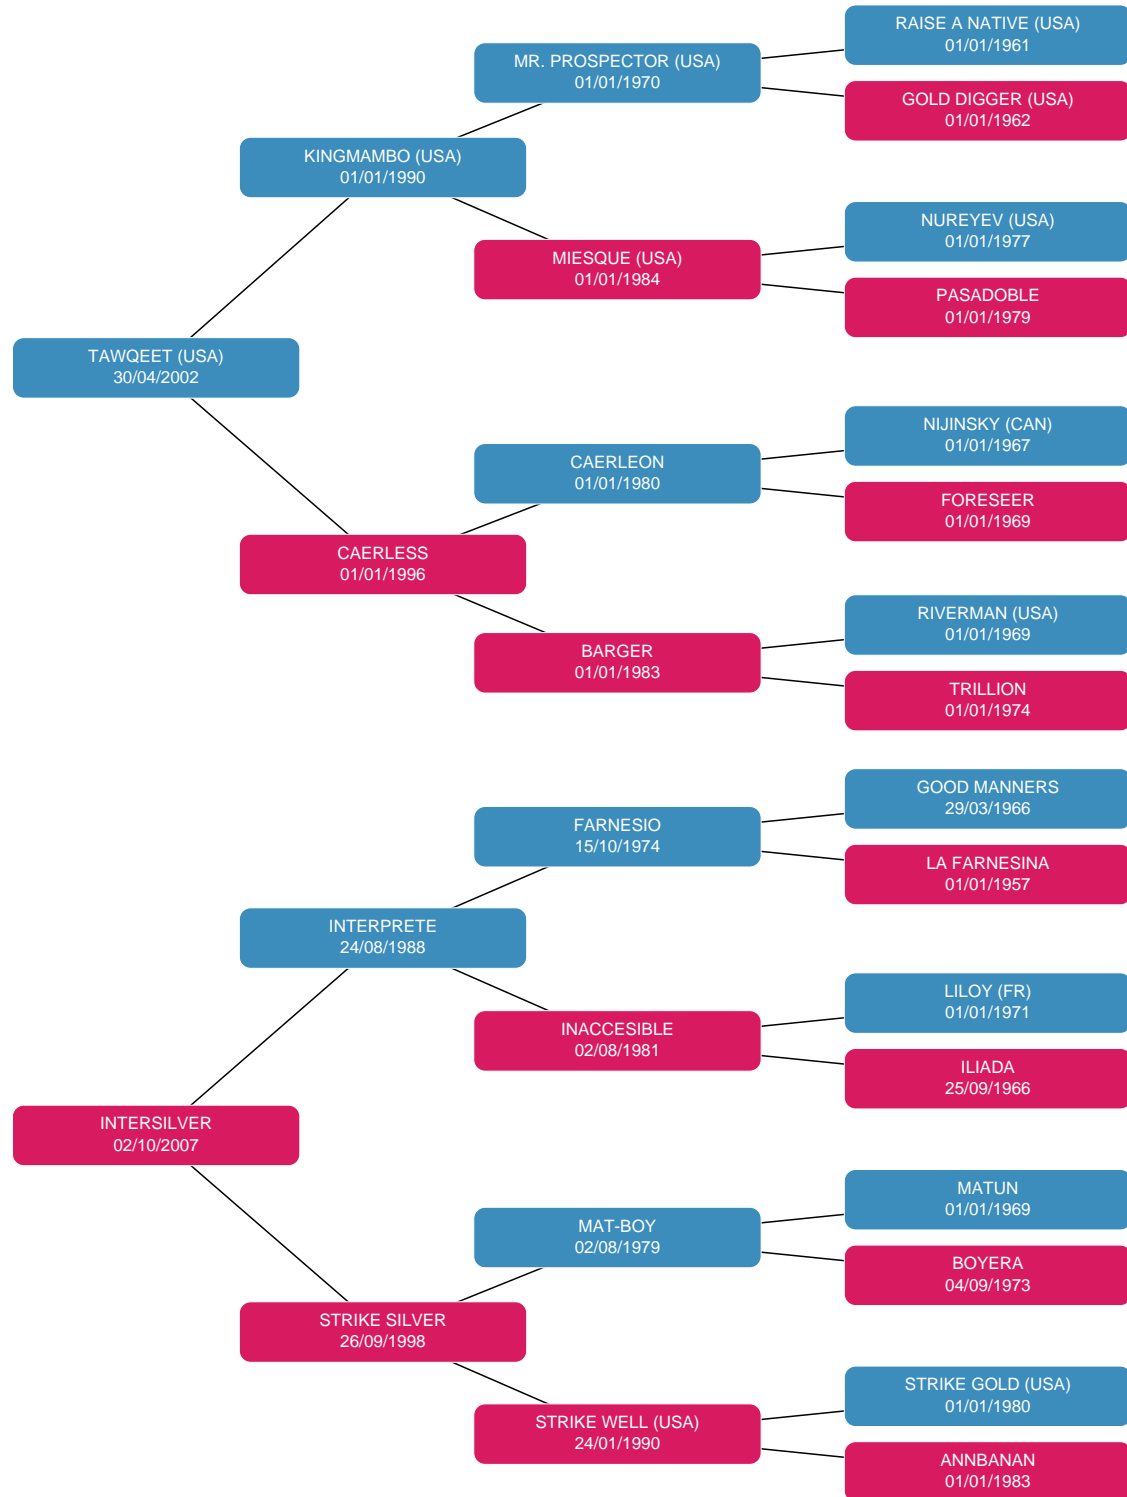 RAISE A NATIVE (USA)
01/01/1961
MR. PROSPECTOR (USA)
01/01/1970
GOLD DIGGER (USA)
01/01/1962
KINGMAMBO (USA)
01/01/1990
NUREYEV (USA)
01/01/1977
MIESQUE (USA)
01/01/1984
PASADOBLE
01/01/1979
TAWQEET (USA)
30/04/2002
NIJINSKY (CAN)
01/01/1967
CAERLEON
01/01/1980
FORESEER
01/01/1969
CAERLESS
01/01/1996
RIVERMAN (USA)
01/01/1969
BARGER
01/01/1983
TRILLION
01/01/1974
GOOD MANNERS
29/03/1966
FARNESIO
15/10/1974
LA FARNESINA
01/01/1957
INTERPRETE
24/08/1988
LILOY (FR)
01/01/1971
INACCESIBLE
02/08/1981
ILIADA
25/09/1966
INTERSILVER
02/10/2007
MATUN
01/01/1969
MAT-BOY
02/08/1979
BOYERA
04/09/1973
STRIKE SILVER
26/09/1998
STRIKE GOLD (USA)
01/01/1980
STRIKE WELL (USA)
24/01/1990
ANNBANAN
01/01/1983